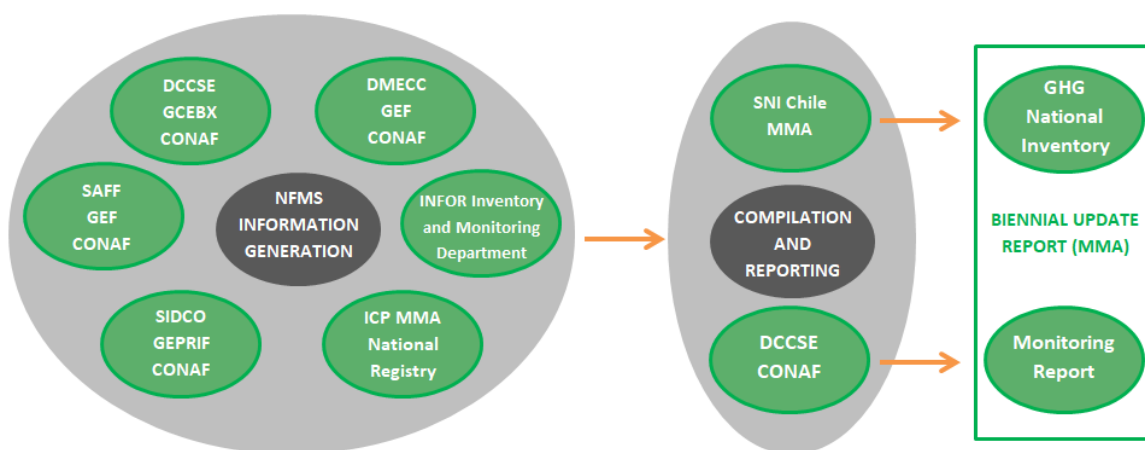 DCCSE
GCEBX
CONAF
DMECC
GEF
CONAF
SAFF
GEF
CONAF
NFMS
INFORMATION
GENERATION
INFOR Inventory
and Monitoring
Department
SIDCO
GEPRIF
CONAF
ICP MMA
National
Registry
SNI Chile
MMA
COMPILATION
AND
REPORTING
DCCSE
CONAF
GHG
National
Inventory
BIENNIAL UPDATE
REPORT (MMA)
Monitoring
Report